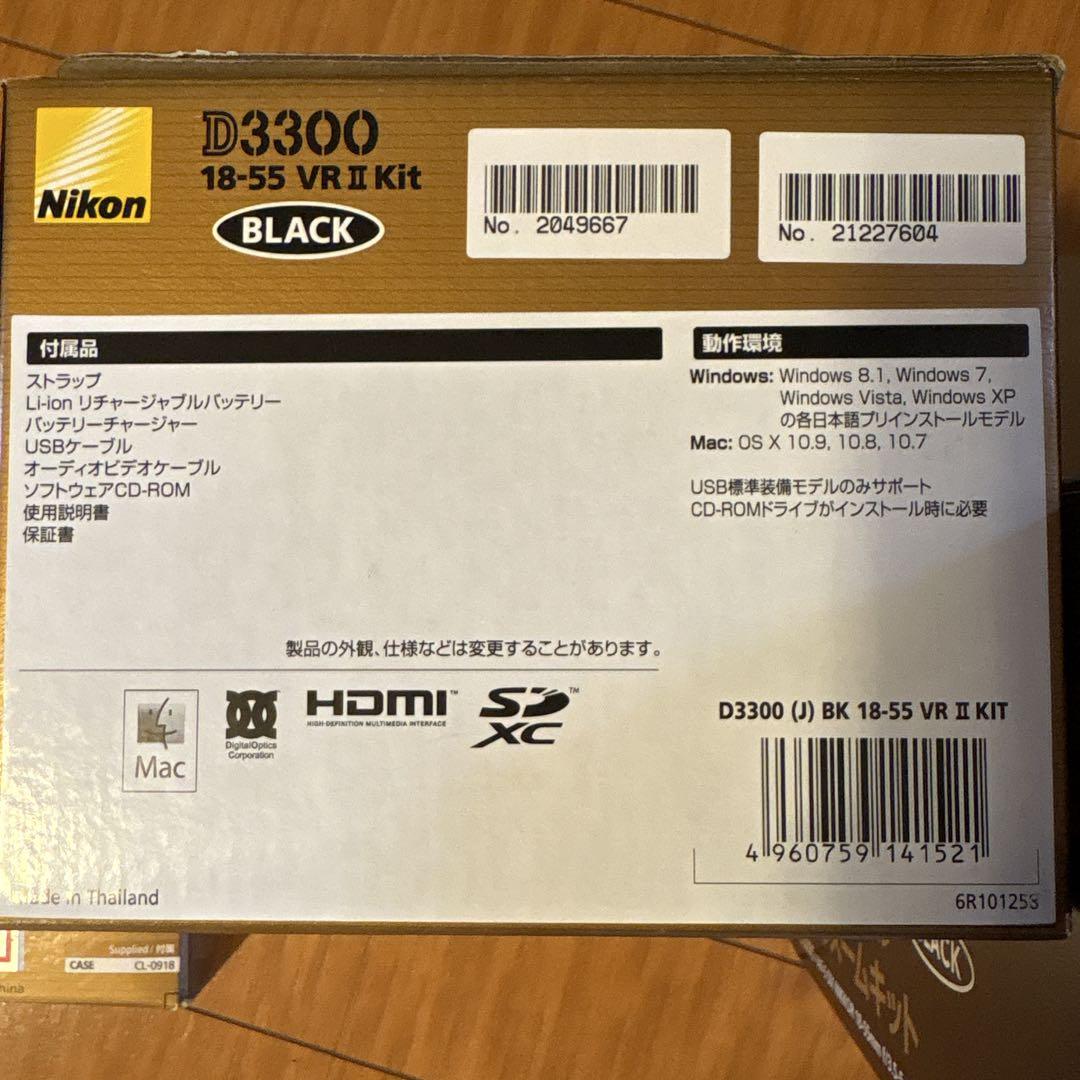 Nikon
D3300
18-55 VR II Kit
BLACK
No. 2049667
No. 21227604
付属品
ストラップ
Li-ion リチャージャブルバッテリー
バッテリーチャージャー
USBケーブル
オーディオビデオケーブル
ソフトウェアCD-ROM
使用説明書
保証書
動作環境
Windows: Windows 8.1, Windows 7,
Windows Vista, Windows XP
の各日本語プリインストールモデル
Mac: OS X 10.9, 10.8, 10.7
USB標準装備モデルのみサポート
CD-ROMドライブがインストール時に必要
製品の外観、仕様などは変更することがあります。
Mac
DigitalOptics
Corporation
HDMI™
HIGH-DEFINITION MULTIMEDIA INTERFACE
SD™
XC
D3300 (J) BK 18-55 VR II KIT
4 960759 141521
Made in Thailand
6R101253
Supplied / 付属
CASE CL-0918
ームキット